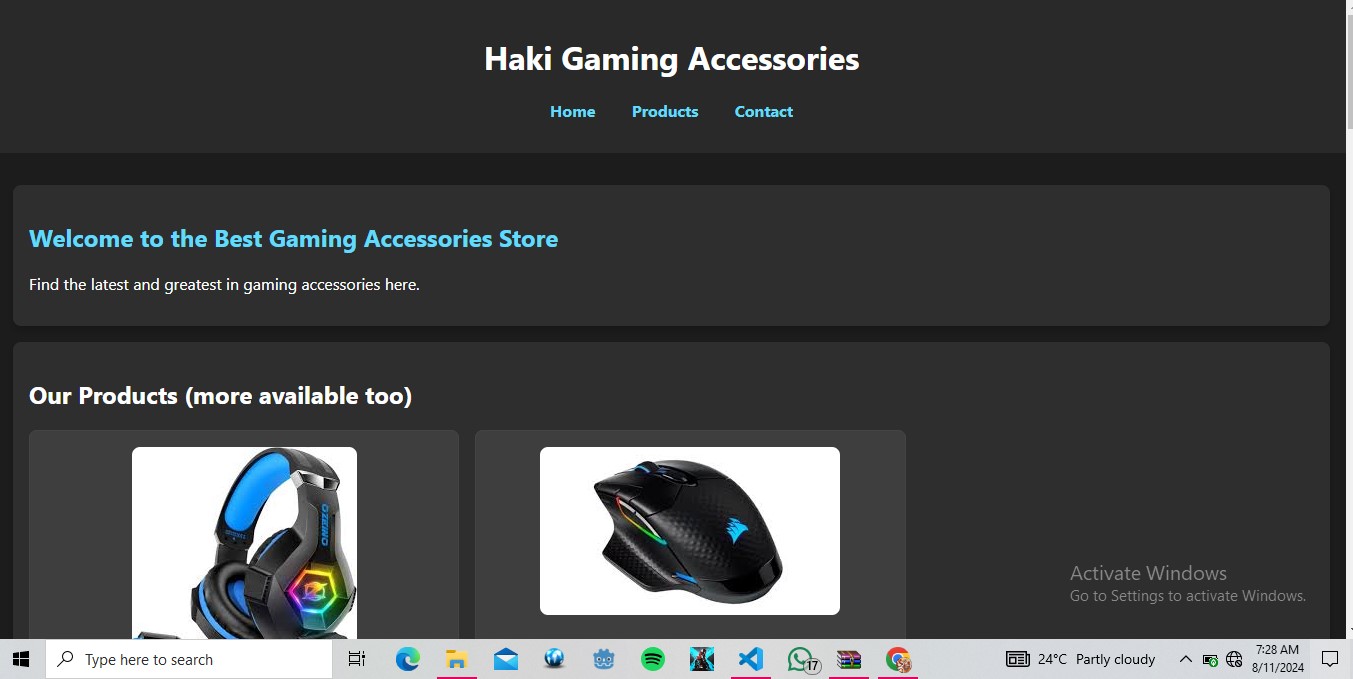 Haki Gaming Accessories
Home Products Contact
Welcome to the Best Gaming Accessories Store
Find the latest and greatest in gaming accessories here.
Our Products (more available too)
OZEINO
Activate Windows
Go to Settings to activate Windows.
Type here to search
17
24°C Partly cloudy
7:28 AM
8/11/2024